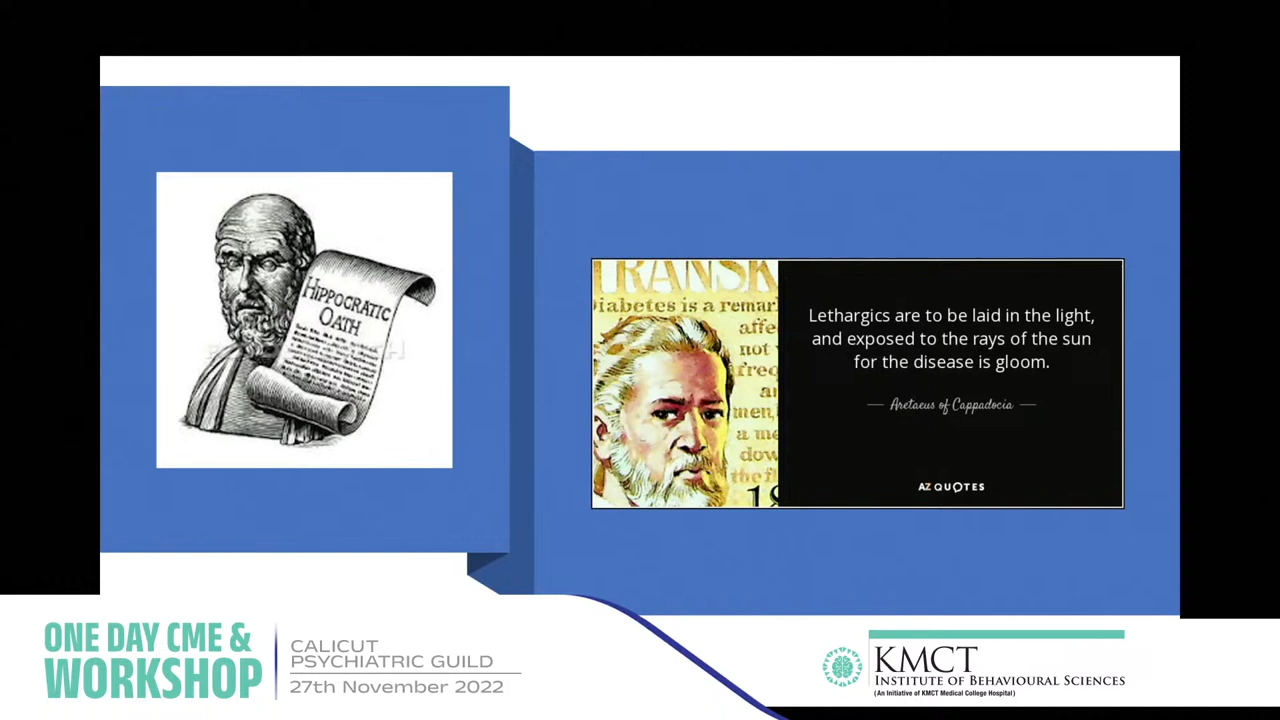 HIPPOCRATIC
OATH
TRANSK
Diabetes is a remar
affe
not
freq
a
men,
a me
dow
the f
Lethargics are to be laid in the light,
and exposed to the rays of the sun
for the disease is gloom.
Aretaeus of Cappadocia
AZ QUOTES
ONE DAY CME &
WORKSHOP
CALICUT
PSYCHIATRIC GUILD
27th November 2022
KMCT
INSTITUTE OF BEHAVIOURAL SCIENCES
(An Initiative of KMCT Medical College Hospital)